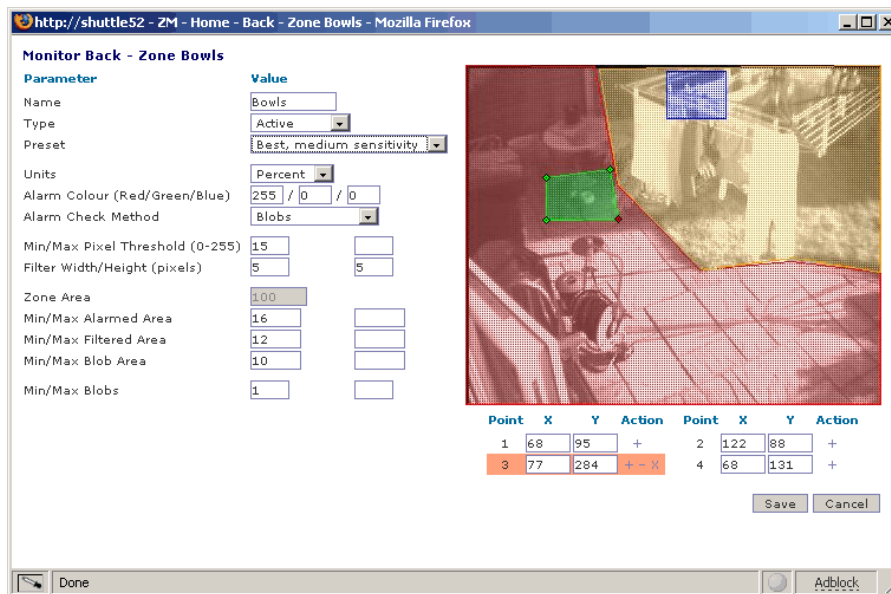 http://shuttle52 - ZM - Home - Back - Zone Bowls - Mozilla Firefox
Monitor Back - Zone Bowls
Parameter Value
Name Bowls
Type Active
Preset Best, medium sensitivity
Units Percent
Alarm Colour (Red/Green/Blue) 255 / 0 / 0
Alarm Check Method Blobs
Min/Max Pixel Threshold (0-255) 15
Filter Width/Height (pixels) 5 5
Zone Area 100
Min/Max Alarmed Area 16
Min/Max Filtered Area 12
Min/Max Blob Area 10
Min/Max Blobs 1
Point X Y Action Point X Y Action
1 68 95 + 2 122 88 +
3 77 284 + - X 4 68 131 +
Save Cancel
Done Adblock